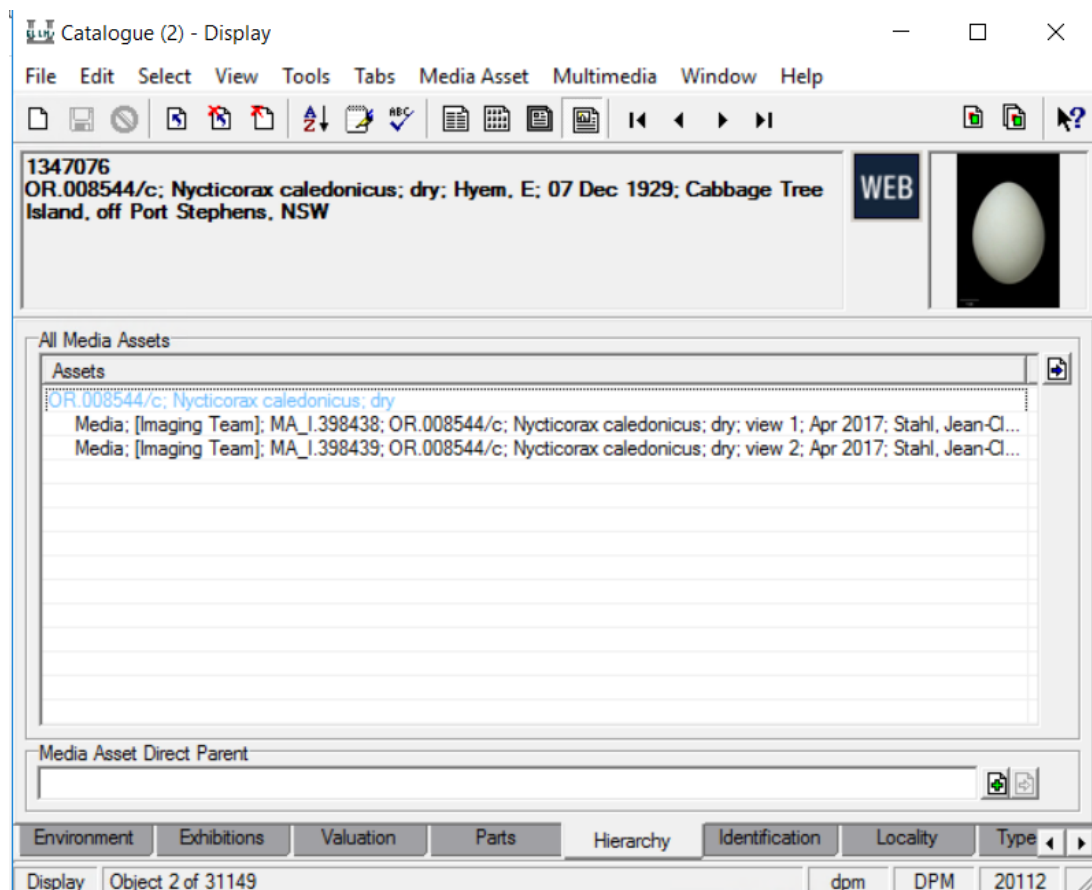 Catalogue (2) - Display
File Edit Select View Tools Tabs Media Asset Multimedia Window Help
1347076
OR.008544/c; Nycticorax caledonicus; dry; Hyem, E; 07 Dec 1929; Cabbage Tree
Island, off Port Stephens, NSW
WEB
All Media Assets
Assets
OR.008544/c; Nycticorax caledonicus; dry
Media; [Imaging Team]; MA_I.398438; OR.008544/c; Nycticorax caledonicus; dry; view 1; Apr 2017; Stahl, Jean-Cl...
Media; [Imaging Team]; MA_I.398439; OR.008544/c; Nycticorax caledonicus; dry; view 2; Apr 2017; Stahl, Jean-Cl...
Media Asset Direct Parent
Environment Exhibitions Valuation Parts Hierarchy Identification Locality Type
Display Object 2 of 31149 dpm DPM 20112